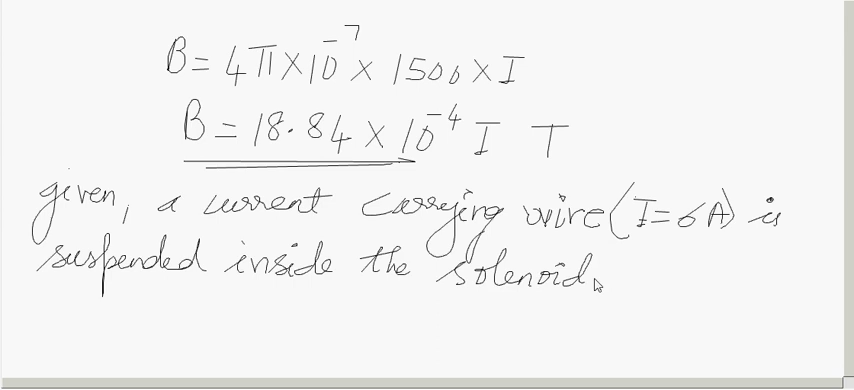 B = 4π×10⁻⁷ × 1500 × I
B = 18.84 × 10⁻⁴ I T
given, a current carrying wire (I=6A) is
suspended inside the solenoid.